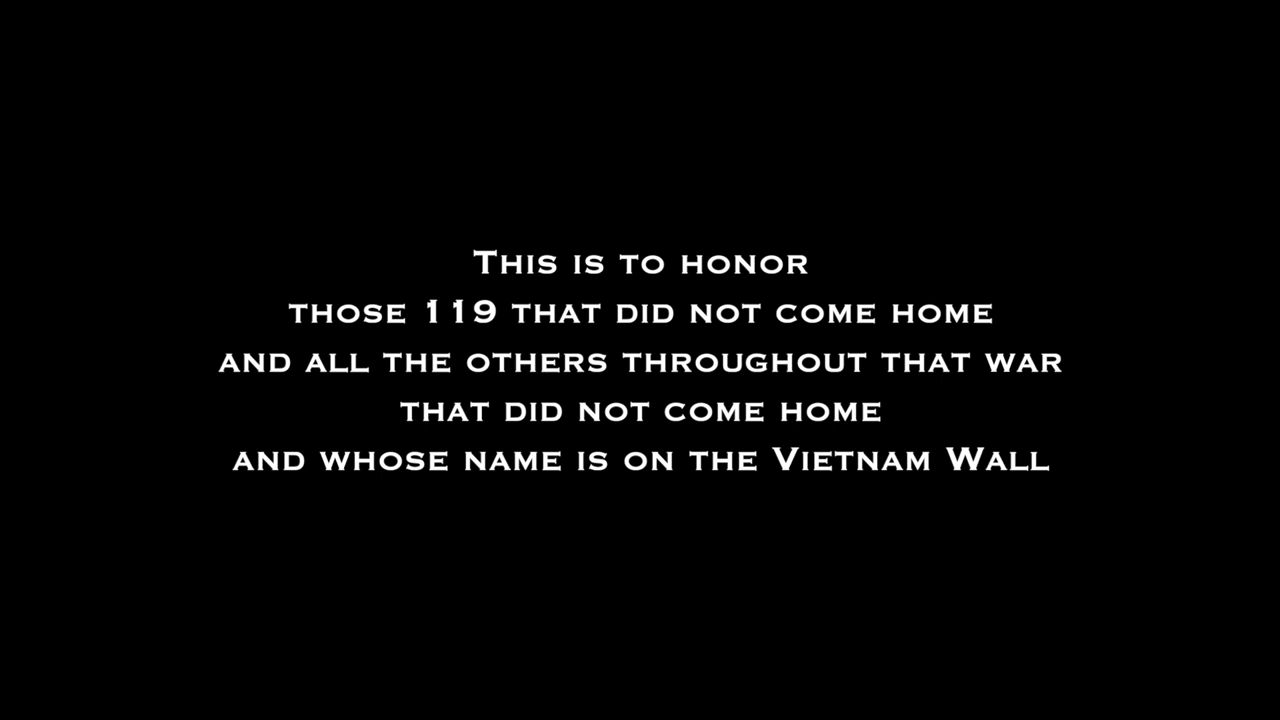 This is to honor
those 119 that did not come home
and all the others throughout that war
that did not come home
and whose name is on the Vietnam Wall